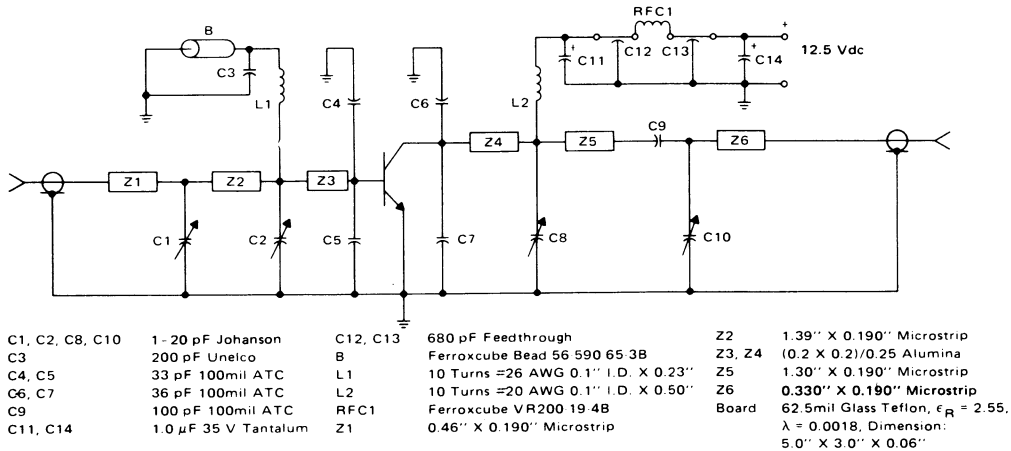 RFC1
B
C12 C13
+
+
+
C3
C11
C14
12.5 Vdc
L1
C4
C6
L2
C9
Z4
Z5
Z6
Z1
Z2
Z3
C1
C2
C5
C7
C8
C10
C1, C2, C8, C10 1-20 pF Johanson
C3 200 pF Unelco
C4, C5 33 pF 100mil ATC
C6, C7 36 pF 100mil ATC
C9 100 pF 100mil ATC
C11, C14 1.0 μF 35 V Tantalum
C12, C13 680 pF Feedthrough
B Ferroxcube Bead 56-590-65-3B
L1 10 Turns =26 AWG 0.1'' I.D. X 0.23''
L2 10 Turns =20 AWG 0.1'' I.D. X 0.50''
RFC1 Ferroxcube VR200-19-4B
Z1 0.46'' X 0.190'' Microstrip
Z2 1.39'' X 0.190'' Microstrip
Z3, Z4 (0.2 X 0.2)/0.25 Alumina
Z5 1.30'' X 0.190'' Microstrip
Z6 0.330'' X 0.190'' Microstrip
Board 62.5mil Glass Teflon, εR = 2.55,
λ = 0.0018, Dimension:
5.0'' X 3.0'' X 0.06''